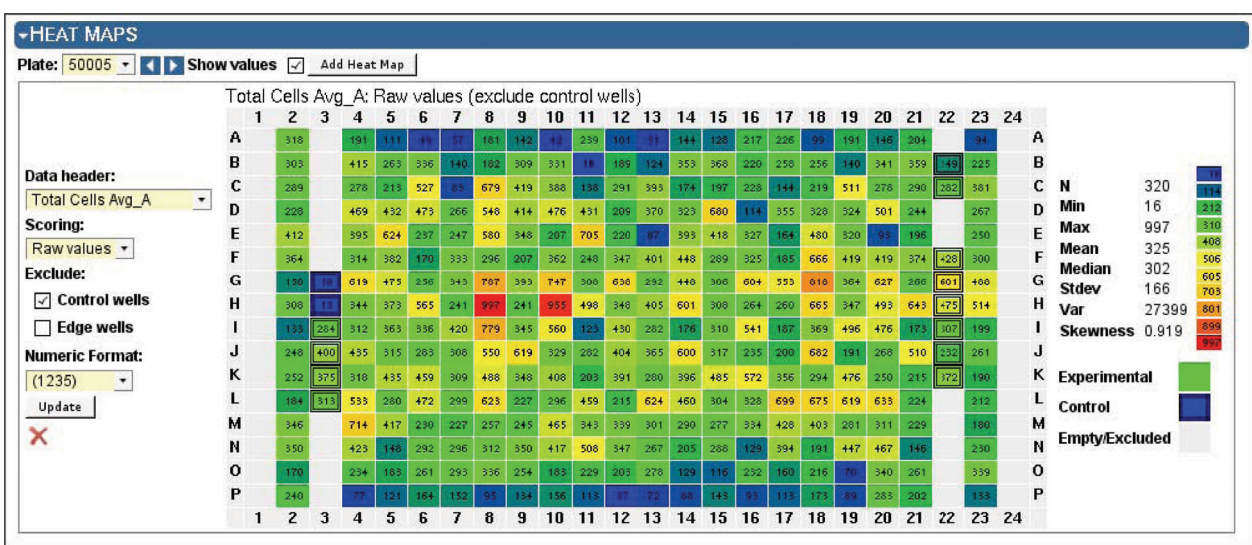 HEAT MAPS
Plate: 50005 Show values Add Heat Map
Total Cells Avg_A: Raw values (exclude control wells)
1 2 3 4 5 6 7 8 9 10 11 12 13 14 15 16 17 18 19 20 21 22 23 24
A 318 191 111 181 142 239 101 144 128 217 226 99 191 146 204 94 A
B 303 415 263 336 140 182 309 331 189 124 353 368 220 258 256 140 341 359 149 225 B
C 289 278 213 527 83 679 419 388 138 291 393 174 197 228 144 219 511 278 290 282 381 C
D 228 469 432 473 266 548 414 476 431 209 370 323 680 114 355 328 324 501 244 267 D
E 412 395 624 237 247 580 348 207 705 220 87 393 418 327 164 480 320 93 196 250 E
F 364 314 382 170 333 296 207 362 248 347 401 448 289 325 185 666 419 419 374 428 300 F
G 150 619 475 256 343 787 393 747 300 638 292 448 306 604 553 818 364 627 266 601 488 G
H 308 344 373 565 241 997 241 955 498 348 405 601 308 264 260 665 347 493 643 475 514 H
I 133 284 312 363 336 420 779 345 560 123 430 282 176 310 541 187 369 496 476 173 307 199 I
J 248 400 435 315 283 308 550 619 329 282 404 365 600 317 235 200 682 191 268 510 232 261 J
K 252 375 318 435 459 309 488 348 408 203 391 280 396 485 572 356 294 476 250 215 372 190 K
L 184 313 533 280 472 299 623 227 296 459 215 624 460 304 328 699 675 619 633 224 212 L
M 346 714 417 230 227 257 245 465 343 339 301 290 277 334 428 403 281 311 229 180 M
N 350 423 148 292 296 312 350 417 508 347 267 205 288 129 394 191 447 467 146 230 N
O 170 234 183 261 293 336 254 183 229 203 278 129 116 232 160 216 340 261 339 O
P 240 77 121 164 152 95 134 156 113 72 143 93 113 173 89 283 202 133 P
1 2 3 4 5 6 7 8 9 10 11 12 13 14 15 16 17 18 19 20 21 22 23 24
Data header:
Total Cells Avg_A
Scoring:
Raw values
Exclude:
Control wells
Edge wells
Numeric Format:
(1235)
Update
N 320
Min 16
Max 997
Mean 325
Median 302
Stdev 166
Var 27399
Skewness 0.919
16
114
212
310
408
506
605
703
801
899
997
Experimental
Control
Empty/Excluded